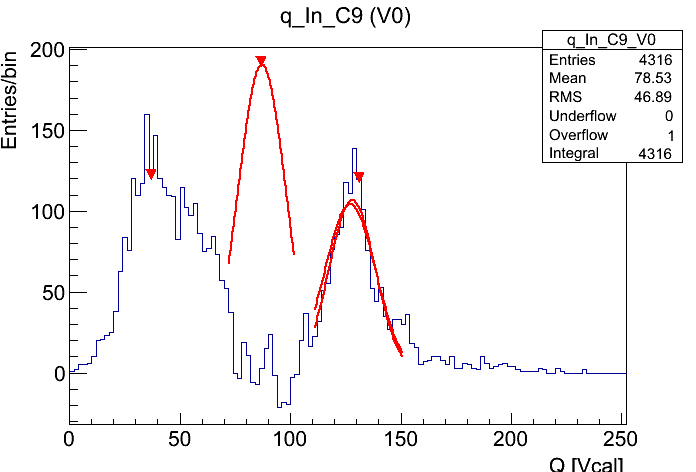 q_In_C9 (V0)
Entries/bin
q_In_C9_V0
Entries 4316
Mean 78.53
RMS 46.89
Underflow 0
Overflow 1
Integral 4316
200
150
100
50
0
0 50 100 150 200 250
Q [Vcal]